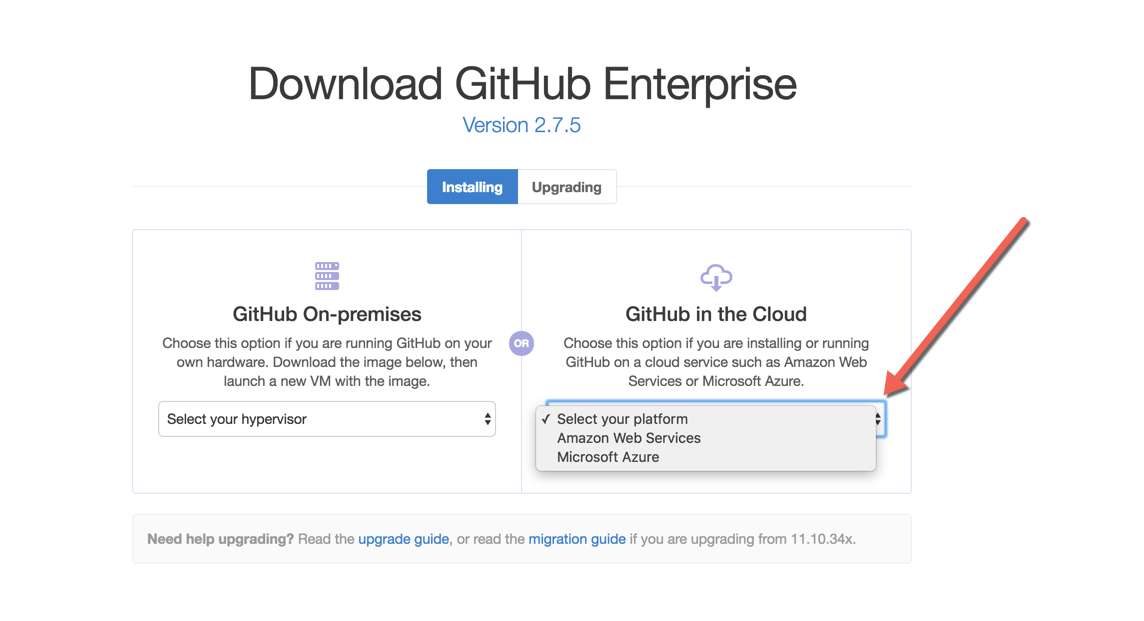 Download GitHub Enterprise
Version 2.7.5
Installing
Upgrading
GitHub On-premises
Choose this option if you are running GitHub on your
own hardware. Download the image below, then
launch a new VM with the image.
Select your hypervisor
OR
GitHub in the Cloud
Choose this option if you are installing or running
GitHub on a cloud service such as Amazon Web
Services or Microsoft Azure.
✓ Select your platform
Amazon Web Services
Microsoft Azure
Need help upgrading? Read the upgrade guide, or read the migration guide if you are upgrading from 11.10.34x.